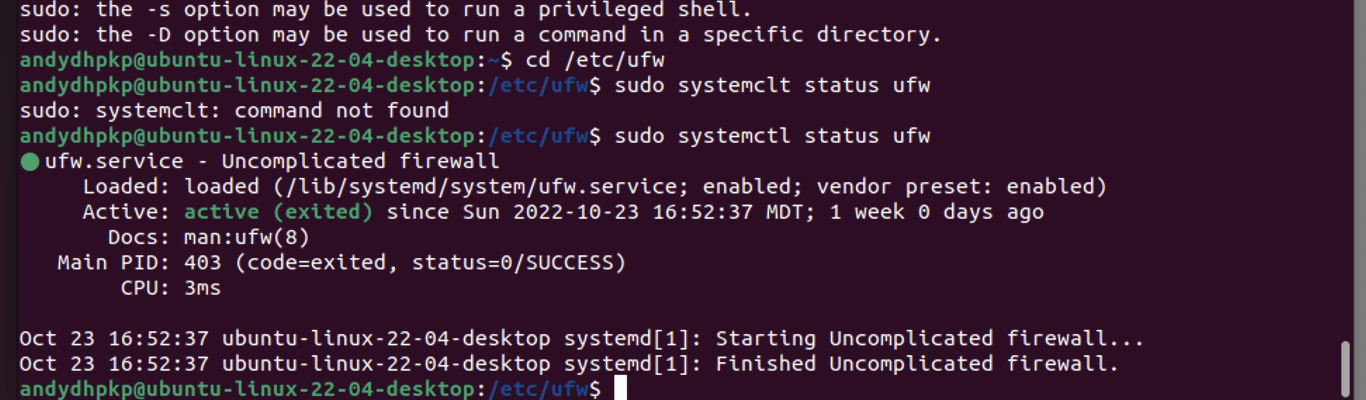 sudo: the -s option may be used to run a privileged shell.
sudo: the -D option may be used to run a command in a specific directory.
andydhpkp@ubuntu-linux-22-04-desktop:~$ cd /etc/ufw
andydhpkp@ubuntu-linux-22-04-desktop:/etc/ufw$ sudo systemclt status ufw
sudo: systemclt: command not found
andydhpkp@ubuntu-linux-22-04-desktop:/etc/ufw$ sudo systemctl status ufw
● ufw.service - Uncomplicated firewall
     Loaded: loaded (/lib/systemd/system/ufw.service; enabled; vendor preset: enabled)
     Active: active (exited) since Sun 2022-10-23 16:52:37 MDT; 1 week 0 days ago
       Docs: man:ufw(8)
   Main PID: 403 (code=exited, status=0/SUCCESS)
        CPU: 3ms
Oct 23 16:52:37 ubuntu-linux-22-04-desktop systemd[1]: Starting Uncomplicated firewall...
Oct 23 16:52:37 ubuntu-linux-22-04-desktop systemd[1]: Finished Uncomplicated firewall.
andydhpkp@ubuntu-linux-22-04-desktop:/etc/ufw$